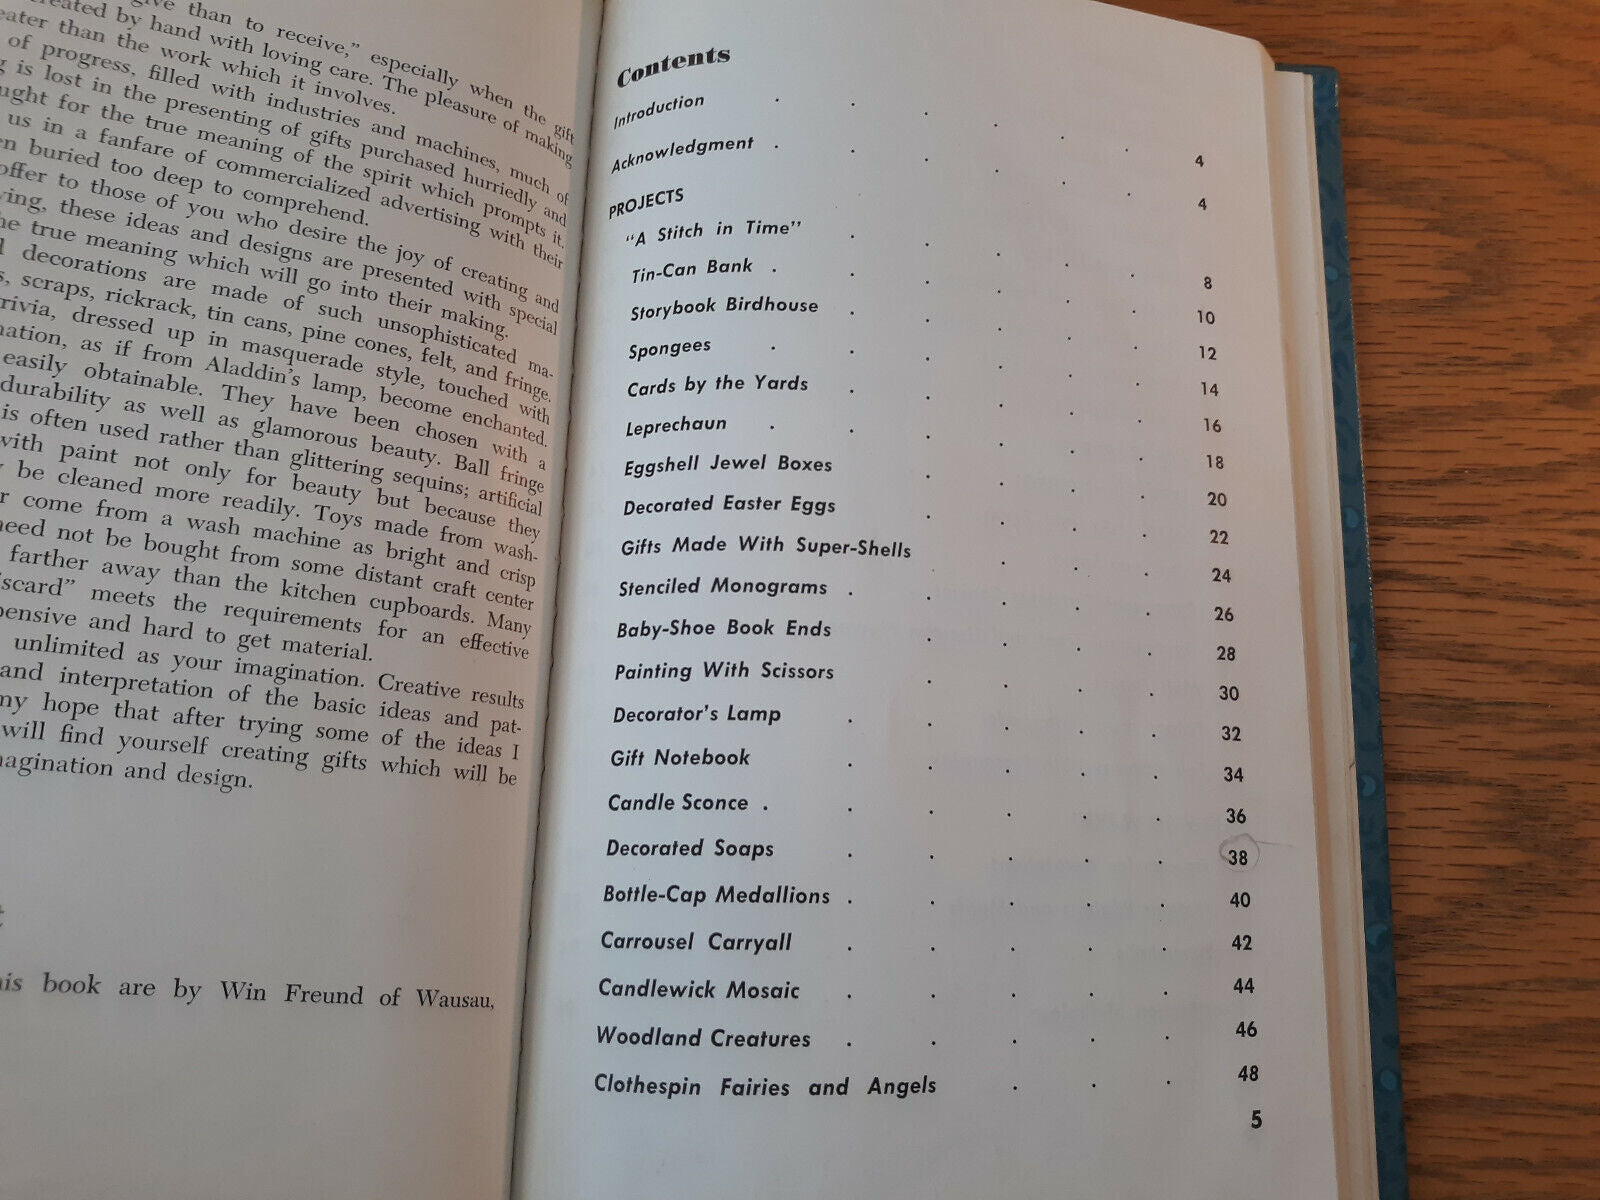 give than to receive,” especially when the gift
created by hand with loving care. The pleasure of making
eater than the work which it involves.
of progress, filled with industries and machines, much of
g is lost in the presenting of gifts purchased hurriedly and
ught for the true meaning of the spirit which prompts it.
us in a fanfare of commercialized advertising with their
en buried too deep to comprehend.
offer to those of you who desire the joy of creating and
ving, these ideas and designs are presented with special
he true meaning which will go into their making.
decorations are made of such unsophisticated ma-
s, scraps, rickrack, tin cans, pine cones, felt, and fringe.
rivia, dressed up in masquerade style, touched with
nation, as if from Aladdin’s lamp, become enchanted.
easily obtainable. They have been chosen with a
durability as well as glamorous beauty. Ball fringe
is often used rather than glittering sequins; artificial
with paint not only for beauty but because they
be cleaned more readily. Toys made from wash-
r come from a wash machine as bright and crisp
need not be bought from some distant craft center
farther away than the kitchen cupboards. Many
scard” meets the requirements for an effective
pensive and hard to get material.
unlimited as your imagination. Creative results
and interpretation of the basic ideas and pat-
my hope that after trying some of the ideas I
will find yourself creating gifts which will be
magination and design.
t
his book are by Win Freund of Wausau,
Contents
Introduction . . . . . . . 4
Acknowledgment . . . . . . 4
PROJECTS
“A Stitch in Time” . . . . . 8
Tin-Can Bank . . . . . . 10
Storybook Birdhouse . . . . . 12
Spongees . . . . . . 14
Cards by the Yards . . . . . 16
Leprechaun . . . . . . 18
Eggshell Jewel Boxes . . . . 20
Decorated Easter Eggs . . . . 22
Gifts Made With Super-Shells . . . . 24
Stenciled Monograms . . . . . 26
Baby-Shoe Book Ends . . . . 28
Painting With Scissors . . . . 30
Decorator’s Lamp . . . . . 32
Gift Notebook . . . . . 34
Candle Sconce . . . . . . 36
Decorated Soaps . . . . . 38
Bottle-Cap Medallions . . . . . 40
Carrousel Carryall . . . . . 42
Candlewick Mosaic . . . . . 44
Woodland Creatures . . . . . 46
Clothespin Fairies and Angels . . . 48
5